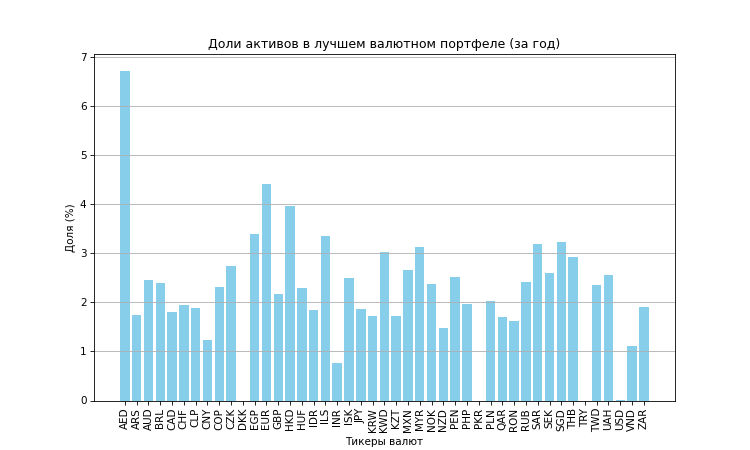 Доли активов в лучшем валютном портфеле (за год)
Доля (%)
7
6
5
4
3
2
1
0
AED ARS AUD BRL CAD CHF CLP CNY COP CZK DKK EGP EUR GBP HKD HUF IDR ILS INR ISK JPY KRW KWD KZT MXN MYR NOK NZD PEN PHP PKR PLN QAR RON RUB SAR SEK SGD THB TRY TWD UAH USD VND ZAR
Тикеры валют